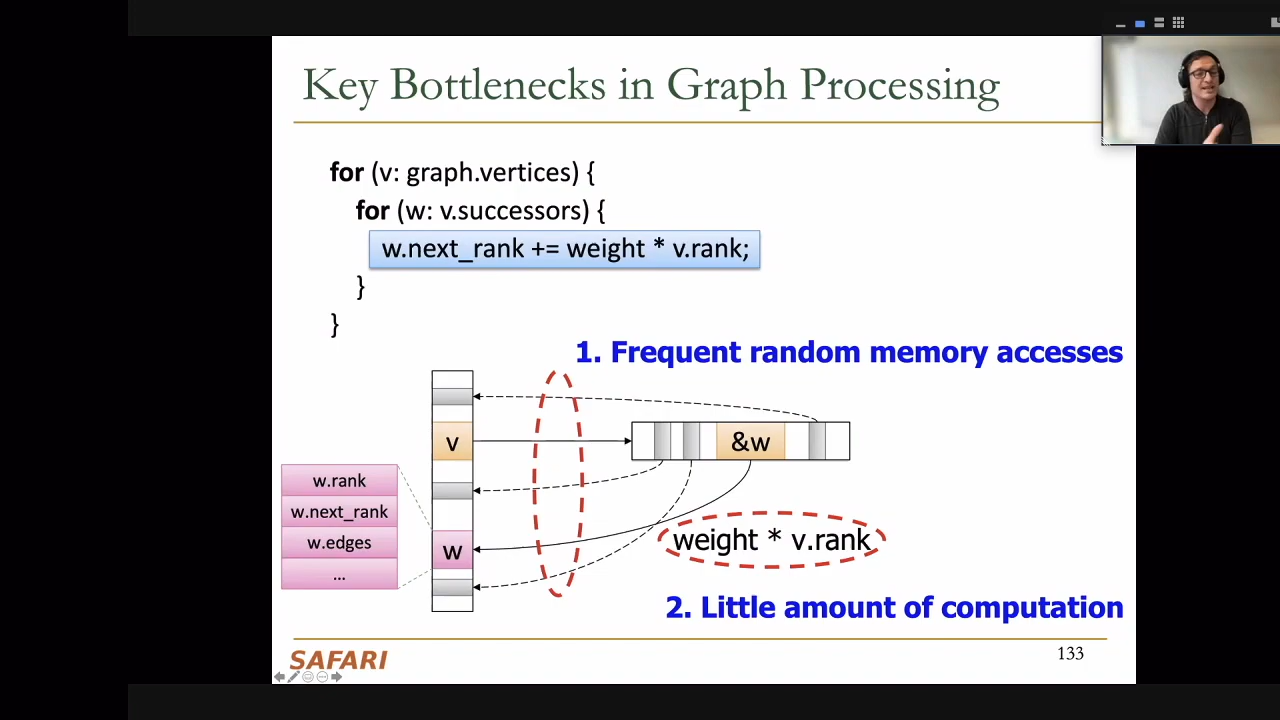 Key Bottlenecks in Graph Processing
for (v: graph.vertices) {
for (w: v.successors) {
w.next_rank += weight * v.rank;
}
}
1. Frequent random memory accesses
v
&w
w.rank
w.next_rank
w.edges
...
w
weight * v.rank
2. Little amount of computation
SAFARI
133